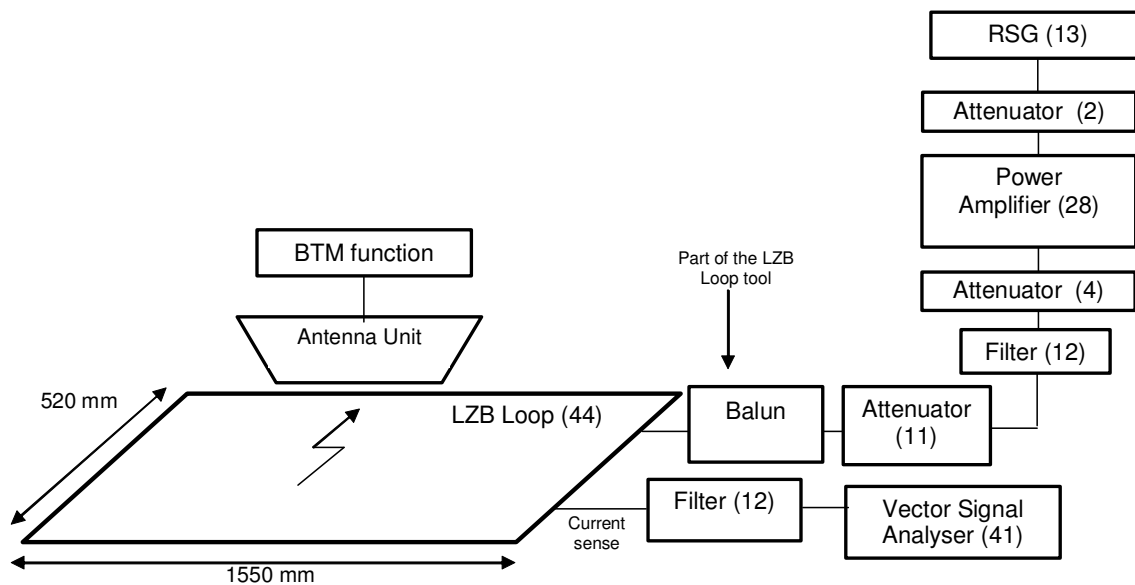 RSG (13)
Attenuator (2)
Power
Amplifier (28)
BTM function
Part of the LZB
Loop tool
Attenuator (4)
Antenna Unit
Filter (12)
520 mm
LZB Loop (44)
Balun
Attenuator
(11)
Filter (12)
Vector Signal
Analyser (41)
Current
sense
1550 mm